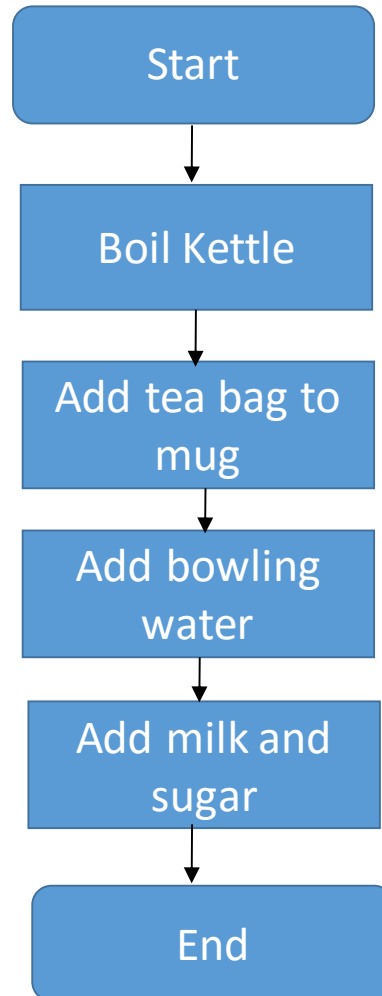 Start
Boil Kettle
Add tea bag to
mug
Add bowling
water
Add milk and
sugar
End